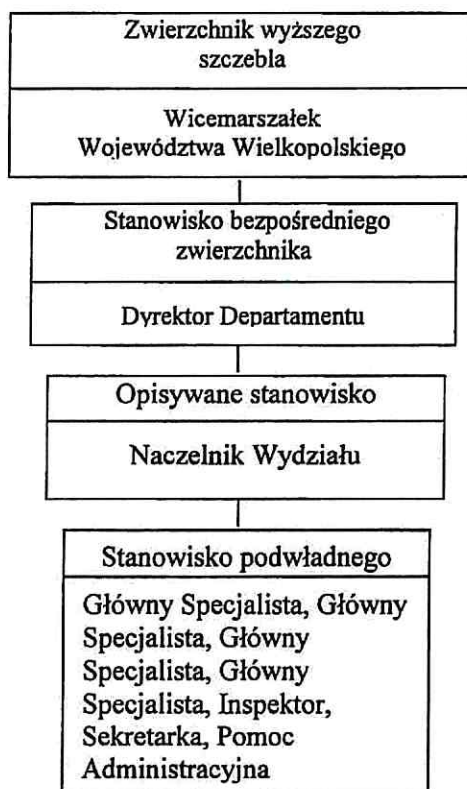 Zwierzchnik wyższego
szczebla
Wicemarszałek
Województwa Wielkopolskiego
Stanowisko bezpośredniego
zwierzchnika
Dyrektor Departamentu
Opisywane stanowisko
Naczelnik Wydziału
Stanowisko podwładnego
Główny Specjalista, Główny
Specjalista, Główny
Specjalista, Główny
Specjalista, Inspektor,
Sekretarka, Pomoc
Administracyjna